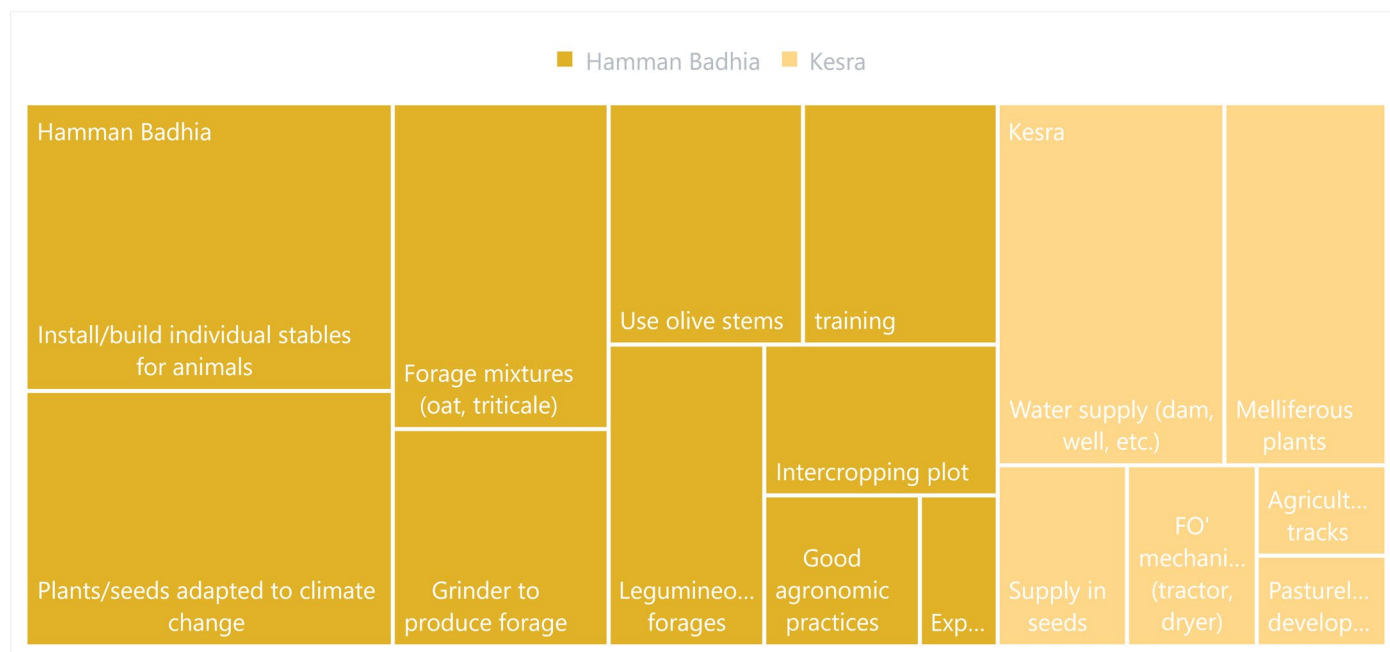 Hamman Badhia
Kesra
Hamman Badhia
Install/build individual stables
for animals
Plants/seeds adapted to climate
change
Forage mixtures
(oat, triticale)
Grinder to
produce forage
Use olive stems
training
Legumineo...
forages
Intercropping plot
Good
agronomic
practices
Exp...
Kesra
Water supply (dam,
well, etc.)
Melliferous
plants
Supply in
seeds
FO'
mechani...
(tractor,
dryer)
Agricult...
tracks
Pasturel...
develop...